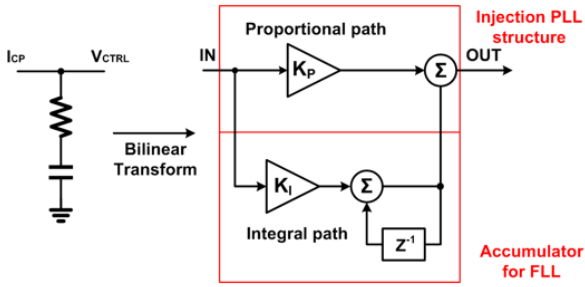 Proportional path
Injection PLL
structure
ICP
VCTRL
IN
KP
Σ
OUT
Bilinear
Transform
KI
Σ
Integral path
Z-1
Accumulator
for FLL